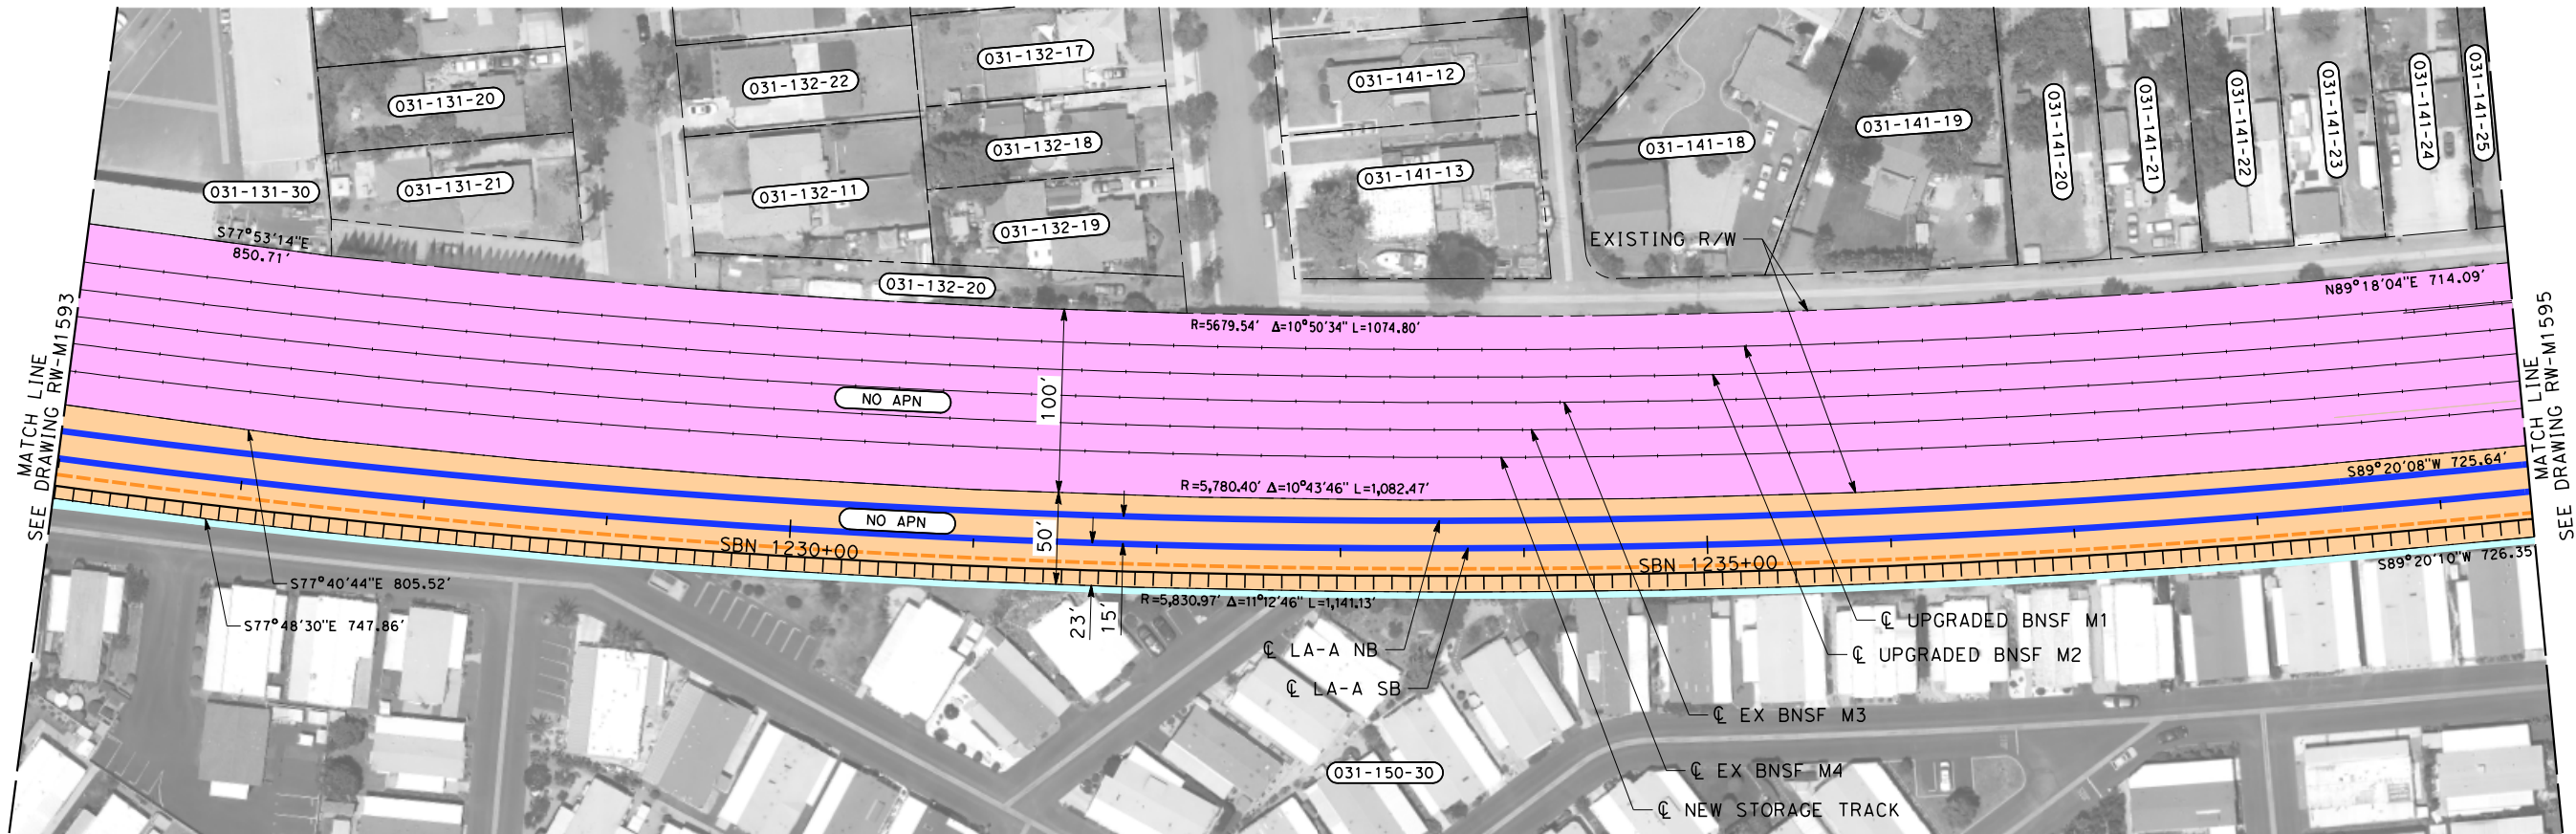 031-132-17
031-131-20
031-132-22
031-141-12
031-141-20
031-141-21
031-141-22
031-141-23
031-141-24
031-141-25
031-132-18
031-141-18
031-141-19
031-131-30
031-131-21
031-132-11
031-141-13
031-132-19
S77°53'14"E
850.71'
EXISTING R/W
031-132-20
N89°18'04"E 714.09'
R=5679.54' Δ=10°50'34" L=1074.80'
MATCH LINE
SEE DRAWING RW-M1593
MATCH LINE
SEE DRAWING RW-M1595
NO APN
100'
R=5,780.40' Δ=10°43'46" L=1,082.47'
S89°20'08"W 725.64'
NO APN
50'
SBN 1230+00
SBN 1235+00
S89°20'10"W 726.35'
S77°40'44"E 805.52'
R=5,830.97' Δ=11°12'46" L=1,141.13'
S77°48'30"E 747.86'
23'
15'
℄ UPGRADED BNSF M1
℄ LA-A NB
℄ UPGRADED BNSF M2
℄ LA-A SB
℄ EX BNSF M3
031-150-30
℄ EX BNSF M4
℄ NEW STORAGE TRACK